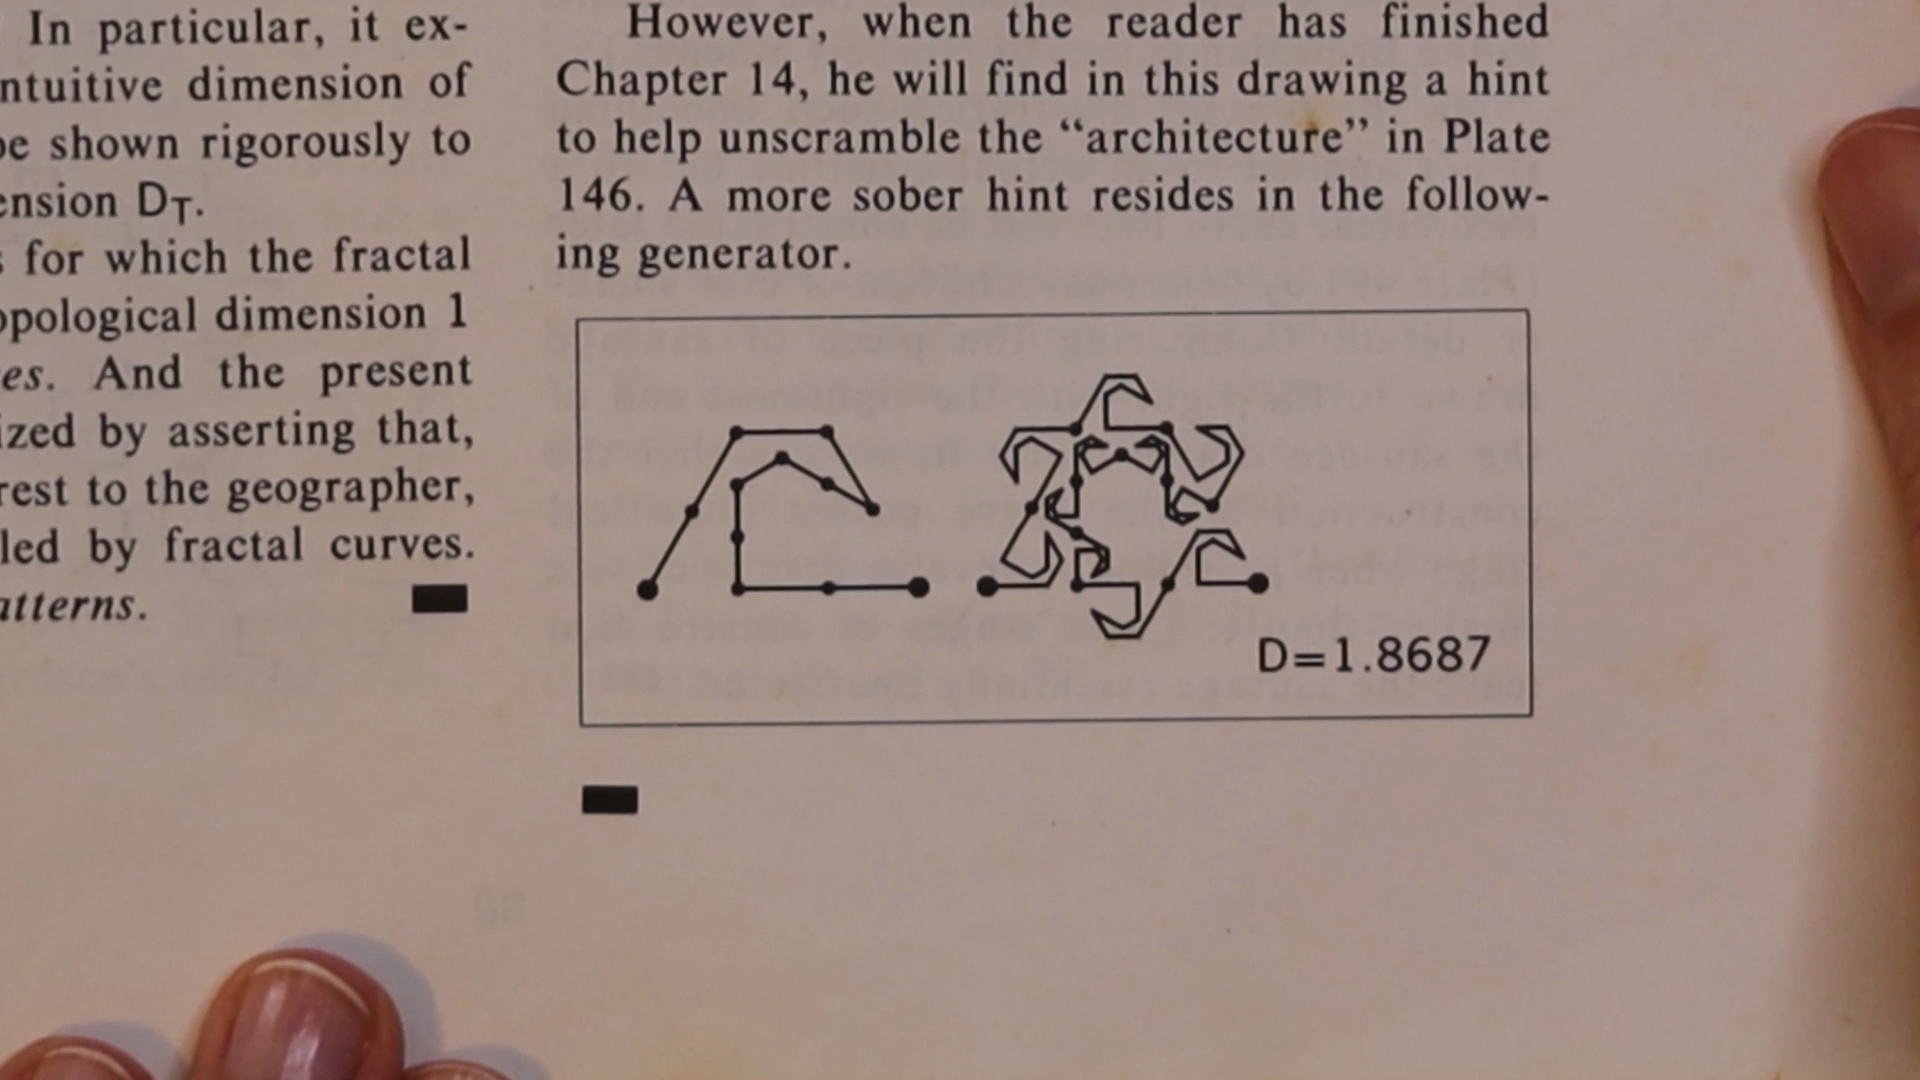 In particular, it ex-
ntuitive dimension of
be shown rigorously to
ension DT.
for which the fractal
opological dimension 1
es. And the present
ized by asserting that,
rest to the geographer,
led by fractal curves.
atterns.
However, when the reader has finished
Chapter 14, he will find in this drawing a hint
to help unscramble the “architecture” in Plate
146. A more sober hint resides in the follow-
ing generator.
D=1.8687